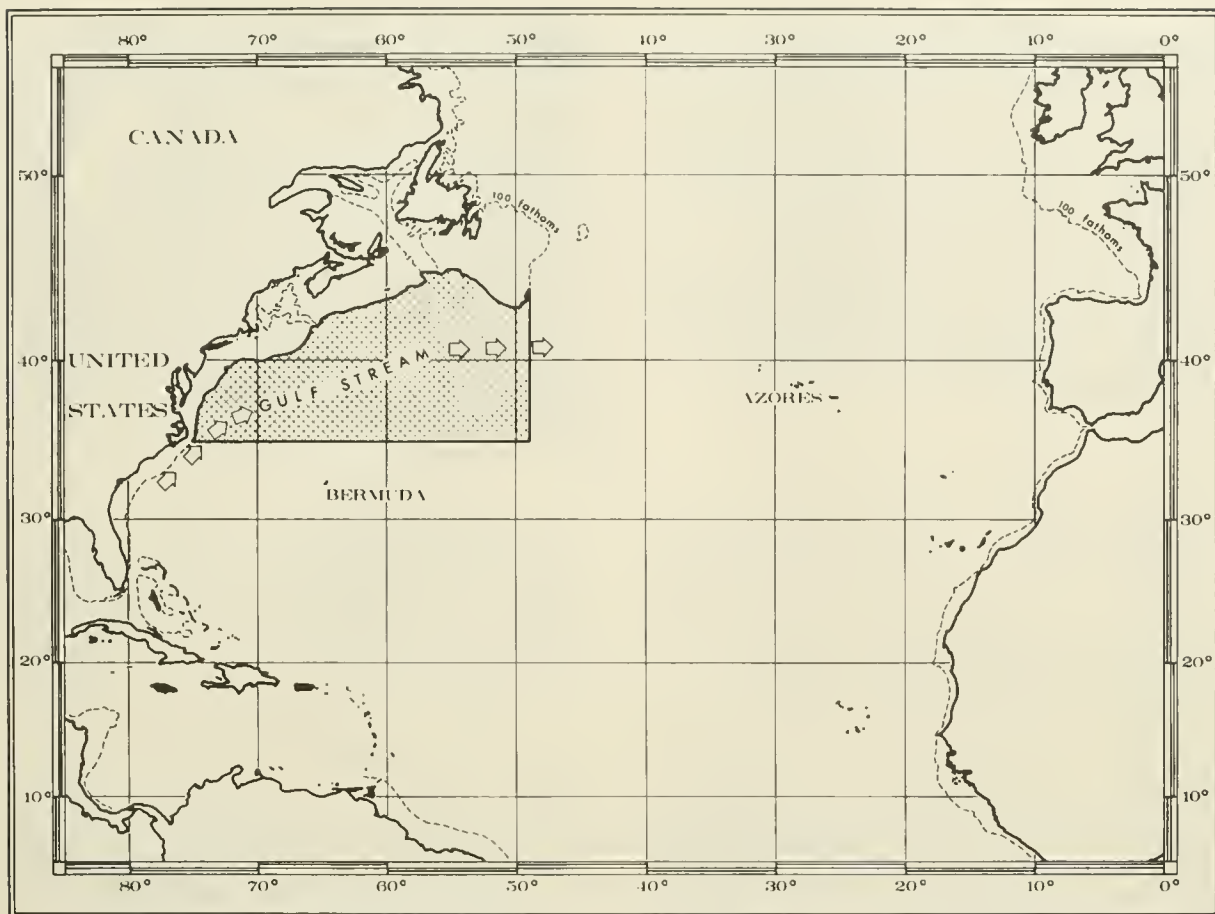 80° 70° 60° 50° 40° 30° 20° 10° 0°
CANADA
50° 50°
100 fathoms
100 fathoms
UNITED
STATES
40° 40°
GULF STREAM
AZORES
BERMUDA
30° 30°
20° 20°
10° 10°
80° 70° 60° 50° 40° 30° 20° 10° 0°